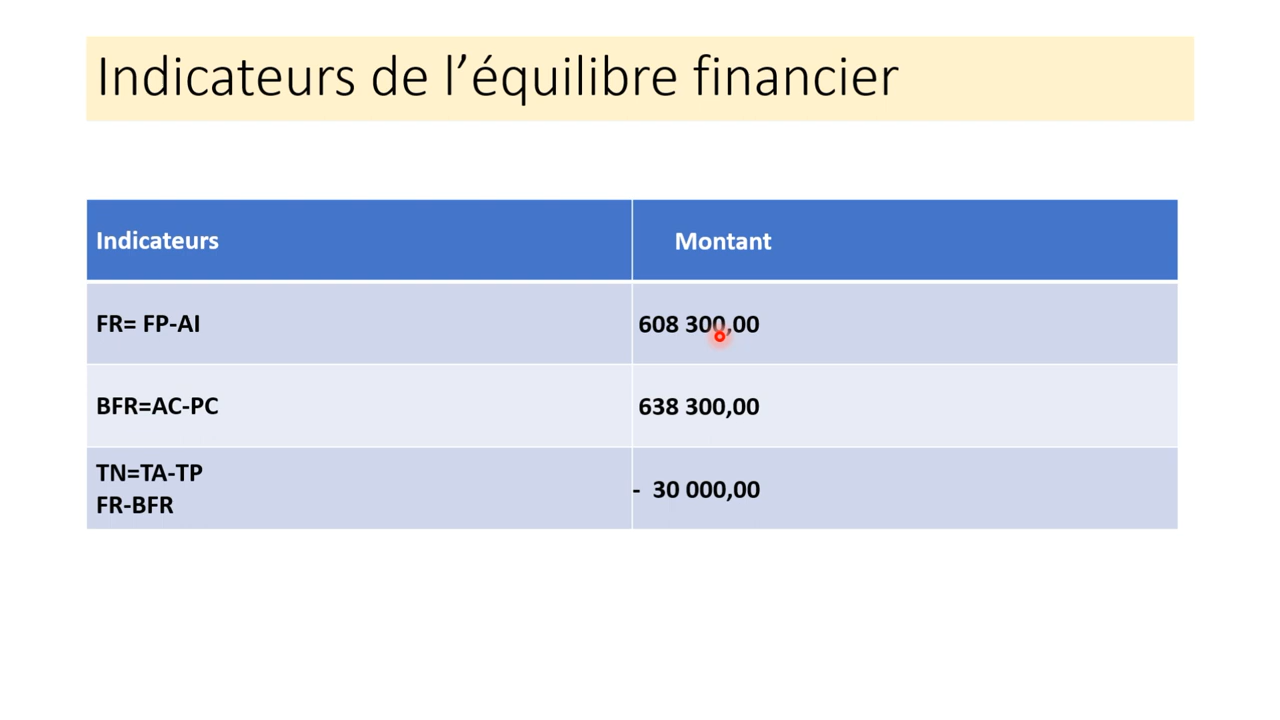 Indicateurs de l’équilibre financier
Indicateurs Montant
FR= FP-AI 608 300,00
BFR=AC-PC 638 300,00
TN=TA-TP
FR-BFR
- 30 000,00